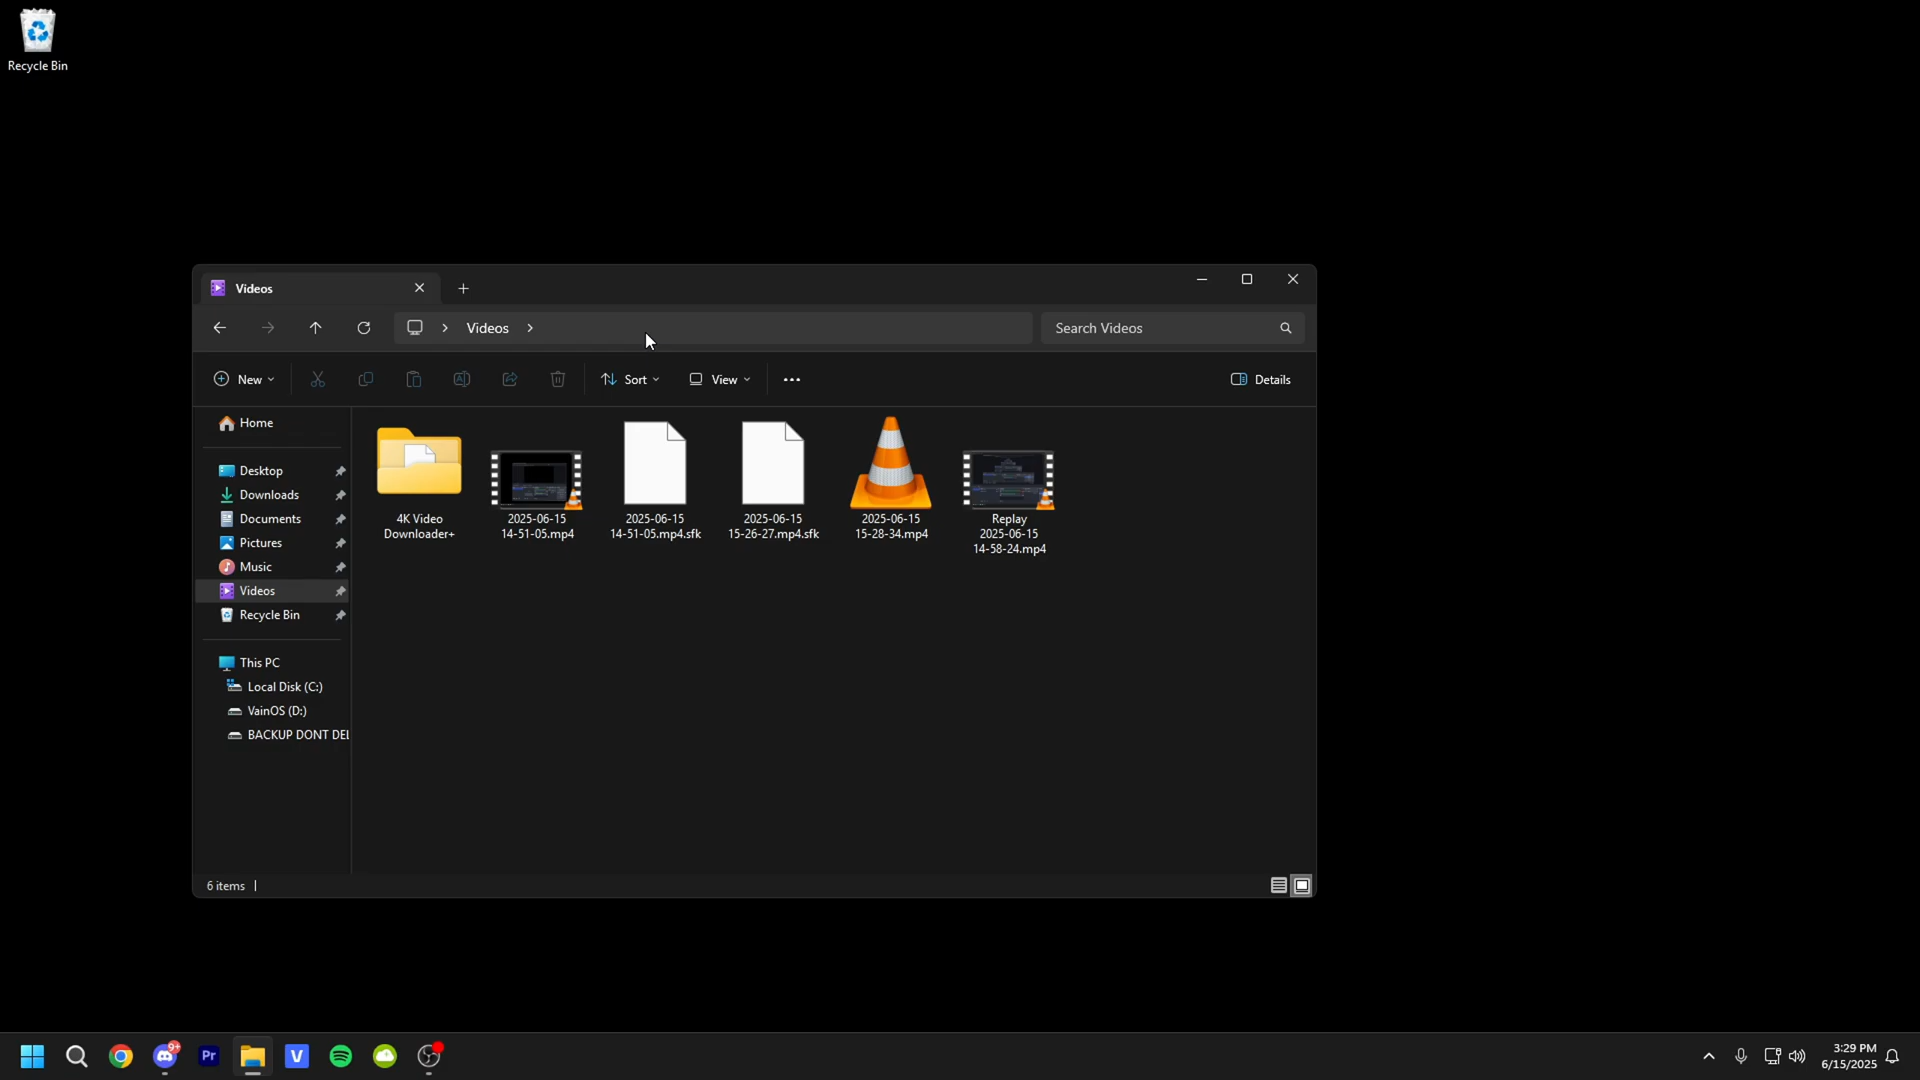 Recycle Bin
Videos
Videos
Search Videos
New
Sort
View
Details
Home
Desktop
Downloads
Documents
Pictures
Music
Videos
Recycle Bin
This PC
Local Disk (C:)
VainOS (D:)
BACKUP DONT DEL
4K Video
Downloader+
2025-06-15
14-51-05.mp4
2025-06-15
14-51-05.mp4.sfk
2025-06-15
15-26-27.mp4.sfk
2025-06-15
15-28-34.mp4
Replay
2025-06-15
14-58-24.mp4
6 items
9+
Pr
V
3:29 PM
6/15/2025